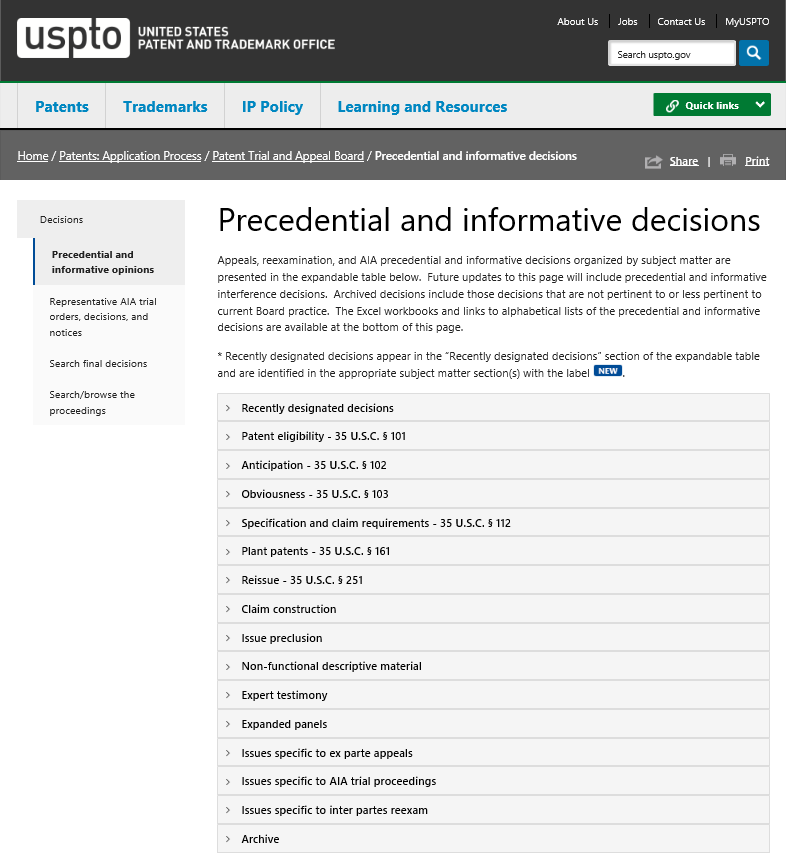 uspto
UNITED STATES
PATENT AND TRADEMARK OFFICE
About Us | Jobs | Contact Us | MyUSPTO
Search uspto.gov
Patents
Trademarks
IP Policy
Learning and Resources
Quick links
Home / Patents: Application Process / Patent Trial and Appeal Board / Precedential and informative decisions
Share | Print
Decisions
Precedential and
informative opinions
Representative AIA trial
orders, decisions, and
notices
Search final decisions
Search/browse the
proceedings
Precedential and informative decisions
Appeals, reexamination, and AIA precedential and informative decisions organized by subject matter are
presented in the expandable table below.  Future updates to this page will include precedential and informative
interference decisions.  Archived decisions include those decisions that are not pertinent to or less pertinent to
current Board practice.  The Excel workbooks and links to alphabetical lists of the precedential and informative
decisions are available at the bottom of this page.
* Recently designated decisions appear in the “Recently designated decisions” section of the expandable table
and are identified in the appropriate subject matter section(s) with the label NEW.
Recently designated decisions
Patent eligibility - 35 U.S.C. § 101
Anticipation - 35 U.S.C. § 102
Obviousness - 35 U.S.C. § 103
Specification and claim requirements - 35 U.S.C. § 112
Plant patents - 35 U.S.C. § 161
Reissue - 35 U.S.C. § 251
Claim construction
Issue preclusion
Non-functional descriptive material
Expert testimony
Expanded panels
Issues specific to ex parte appeals
Issues specific to AIA trial proceedings
Issues specific to inter partes reexam
Archive